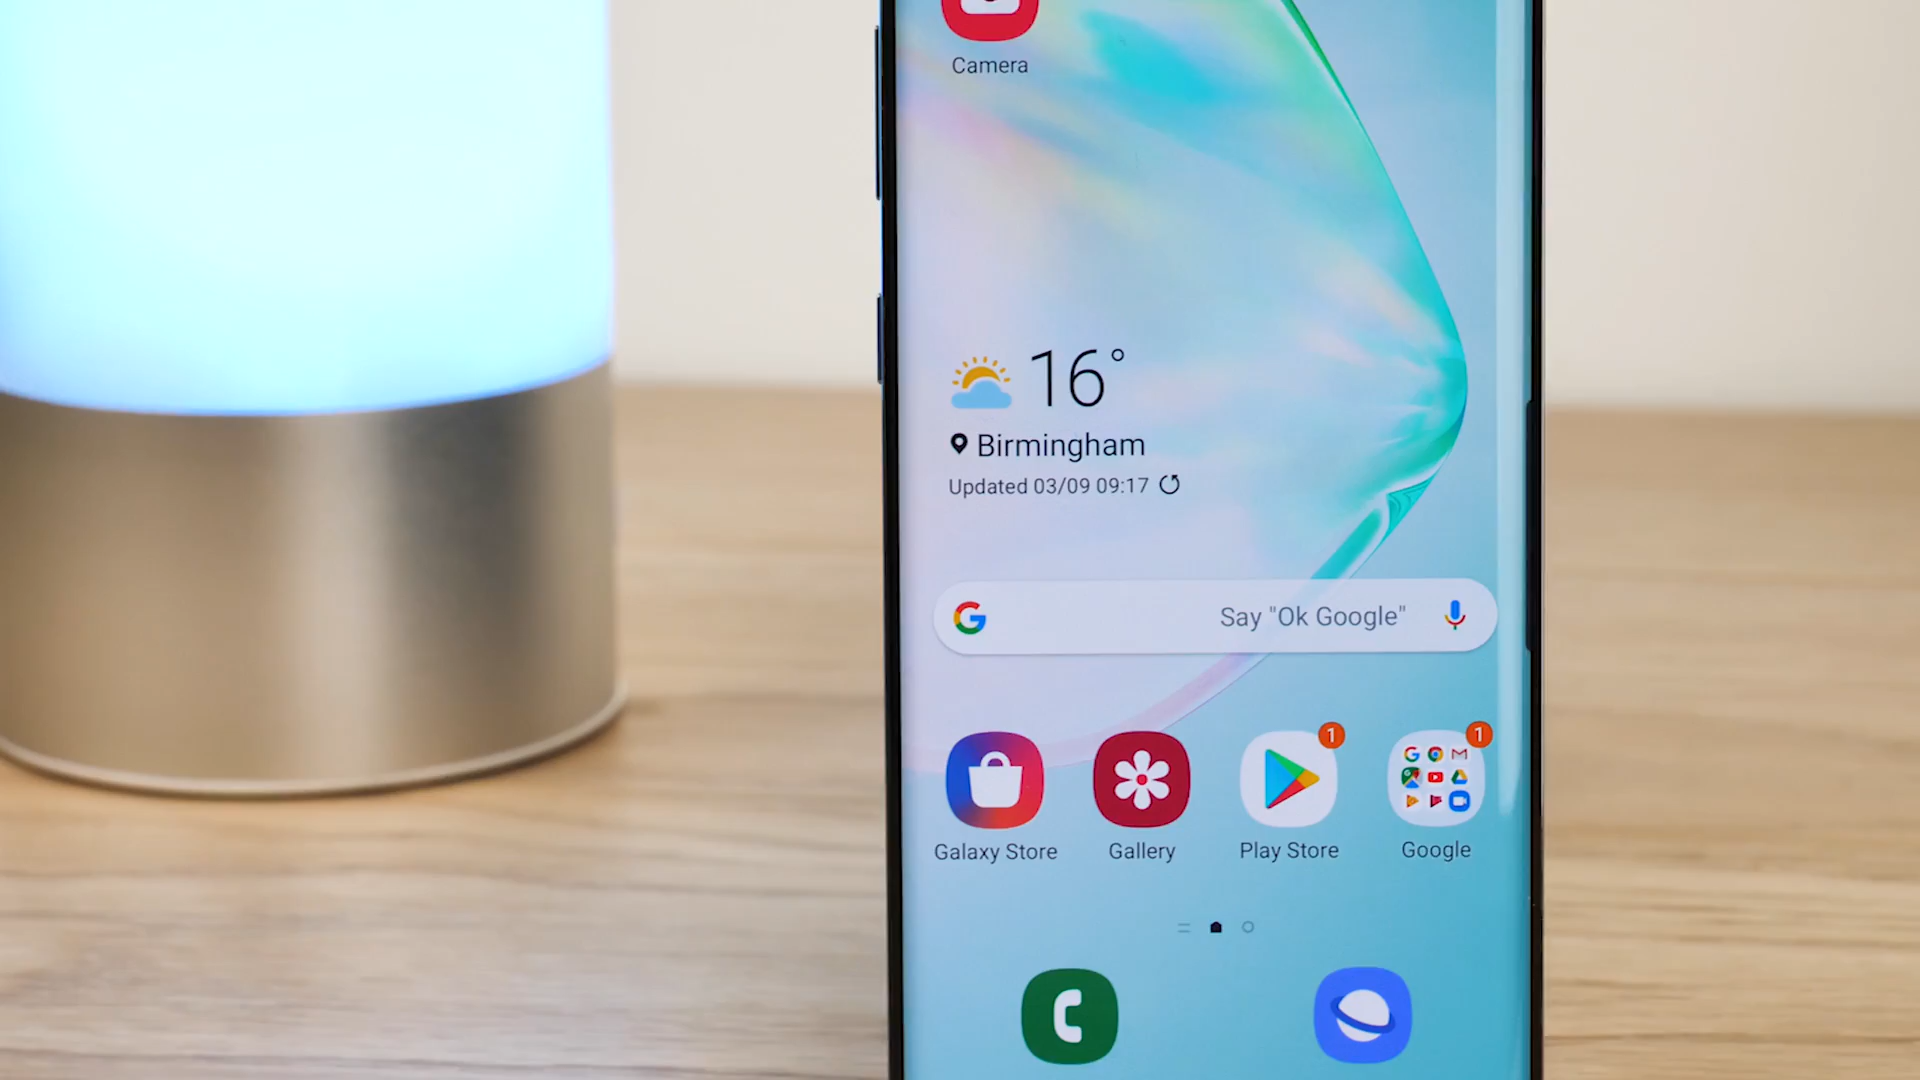 Camera
16°
Birmingham
Updated 03/09 09:17
Say "Ok Google"
1
1
Galaxy Store
Gallery
Play Store
Google